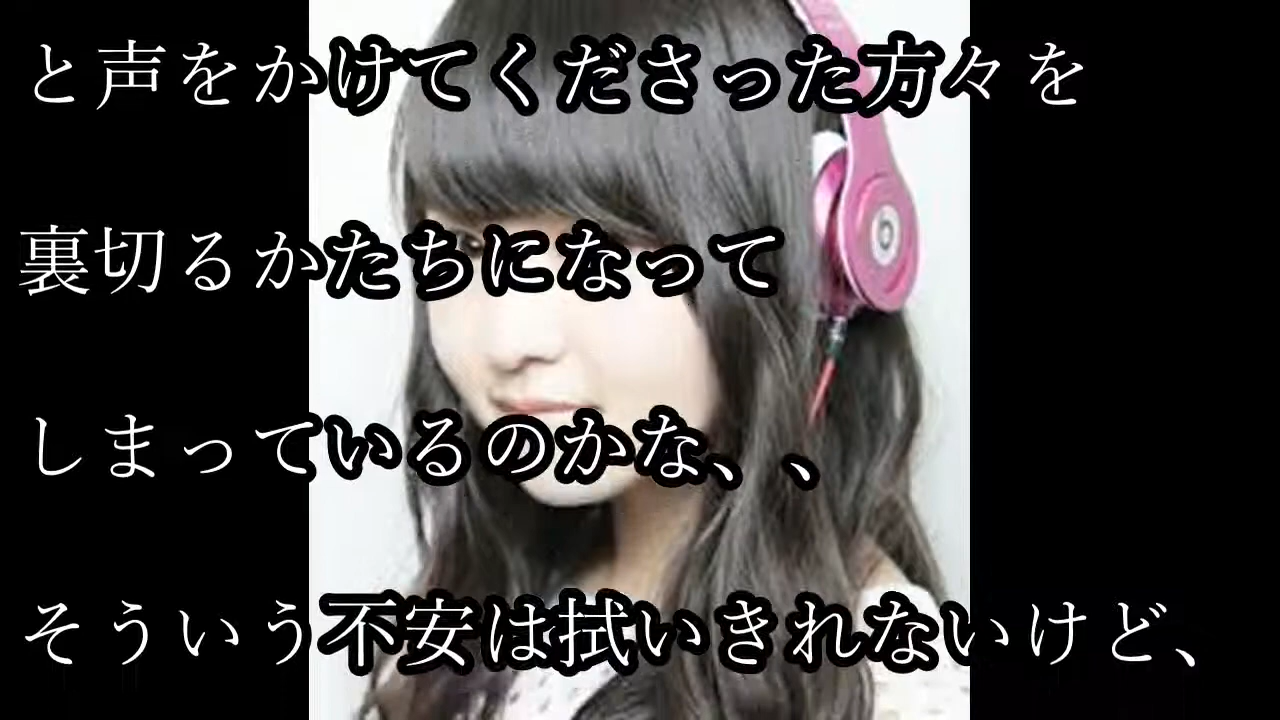 と声をかけてくださった方々を
裏切るかたちになって
しまっているのかな、、
そういう不安は拭いきれないけど、